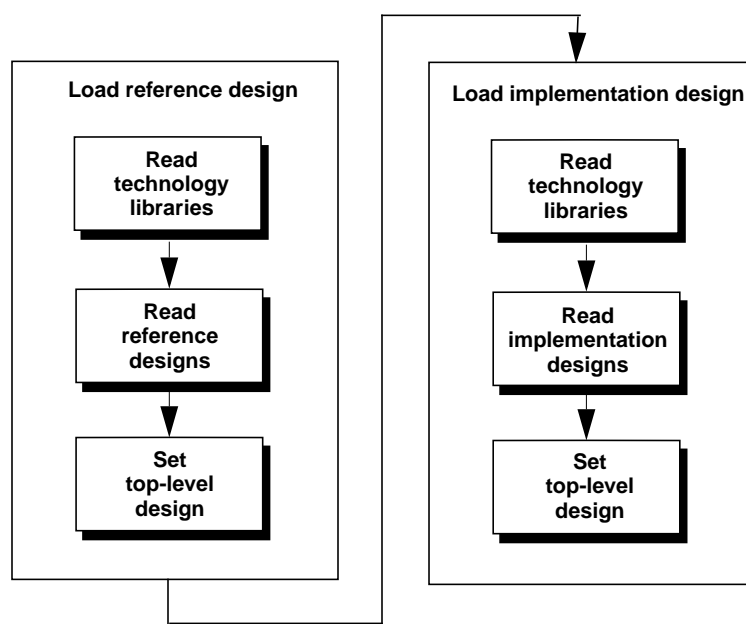 Load reference design
Read
technology
libraries
Read
reference
designs
Set
top-level
design
Load implementation design
Read
technology
libraries
Read
implementation
designs
Set
top-level
design